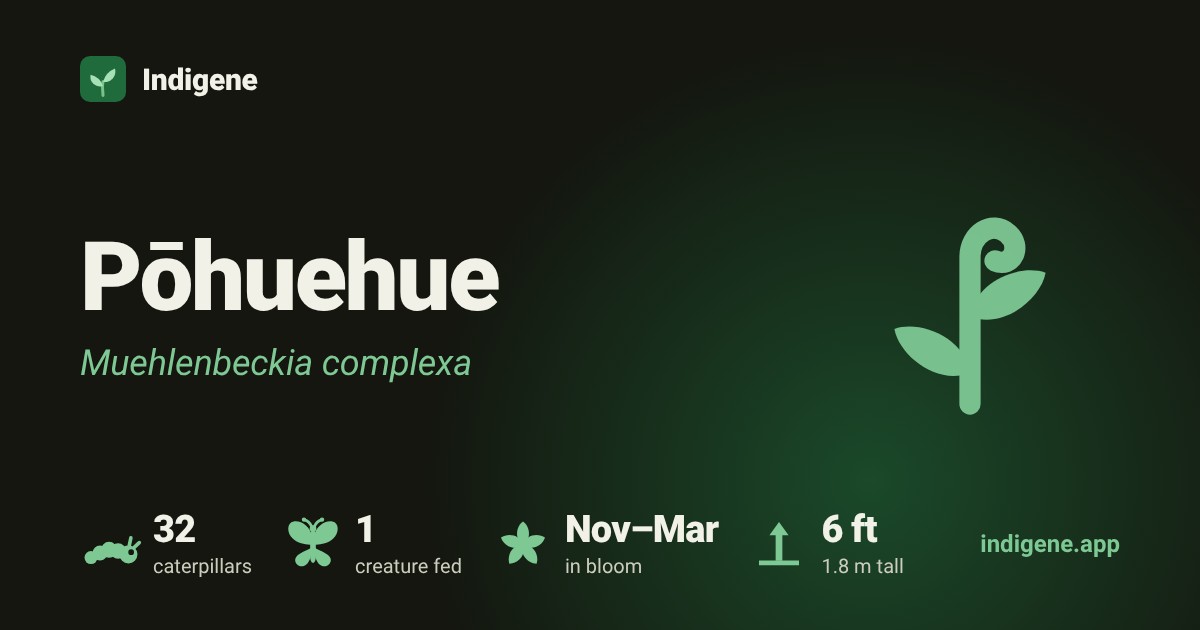 Indigene
Pōhuehue
Muehlenbeckia complexa
32
caterpillars
1
creature fed
Nov–Mar
in bloom
6 ft
1.8 m tall
indigene.app